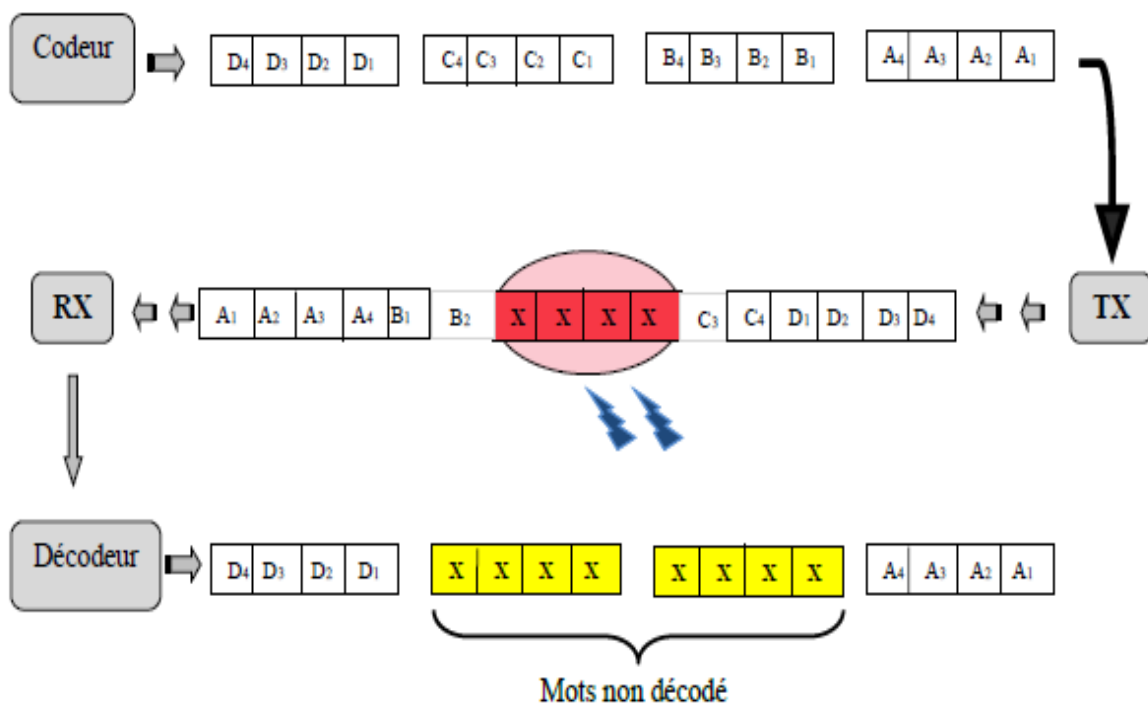 Codeur D4 D3 D2 D1 C4 C3 C2 C1 B4 B3 B2 B1 A4 A3 A2 A1
RX A1 A2 A3 A4 B1 B2 X X X X C3 C4 D1 D2 D3 D4 TX
Décodeur D4 D3 D2 D1 X X X X X X X X A4 A3 A2 A1
Mots non décodé